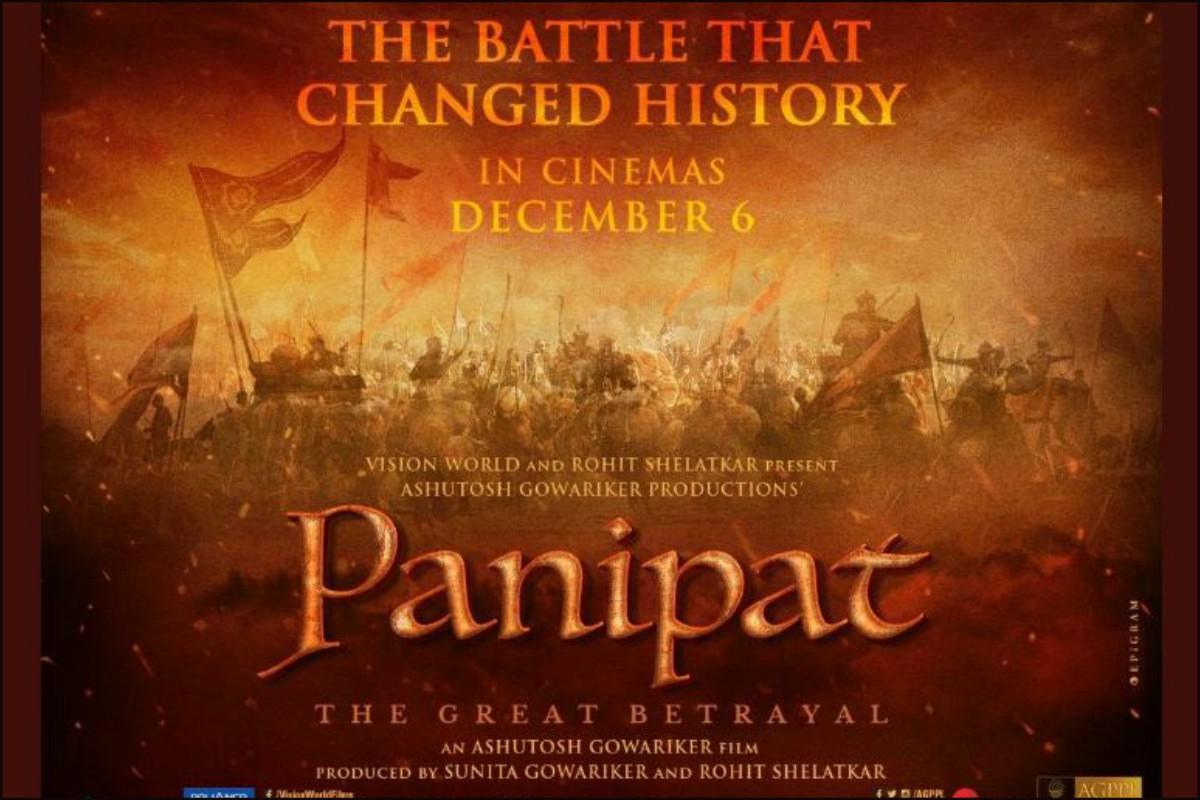 THE BATTLE THAT
CHANGED HISTORY
IN CINEMAS
DECEMBER 6
VISION WORLD AND ROHIT SHELATKAR PRESENT
ASHUTOSH GOWARIKER PRODUCTIONS'
Panipat
THE GREAT BETRAYAL
AN ASHUTOSH GOWARIKER FILM
PRODUCED BY SUNITA GOWARIKER AND ROHIT SHELATKAR
RELIANCE
/VisionWorldFilms
/AGPPL
AGPPL
EPIGRAM